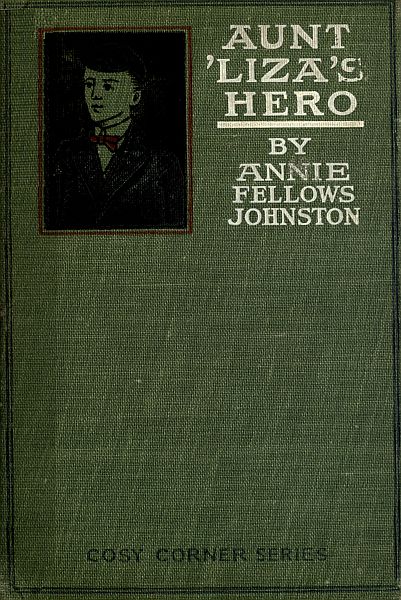 AUNT
'LIZA'S
HERO
BY
ANNIE
FELLOWS
JOHNSTON
COSY CORNER SERIES